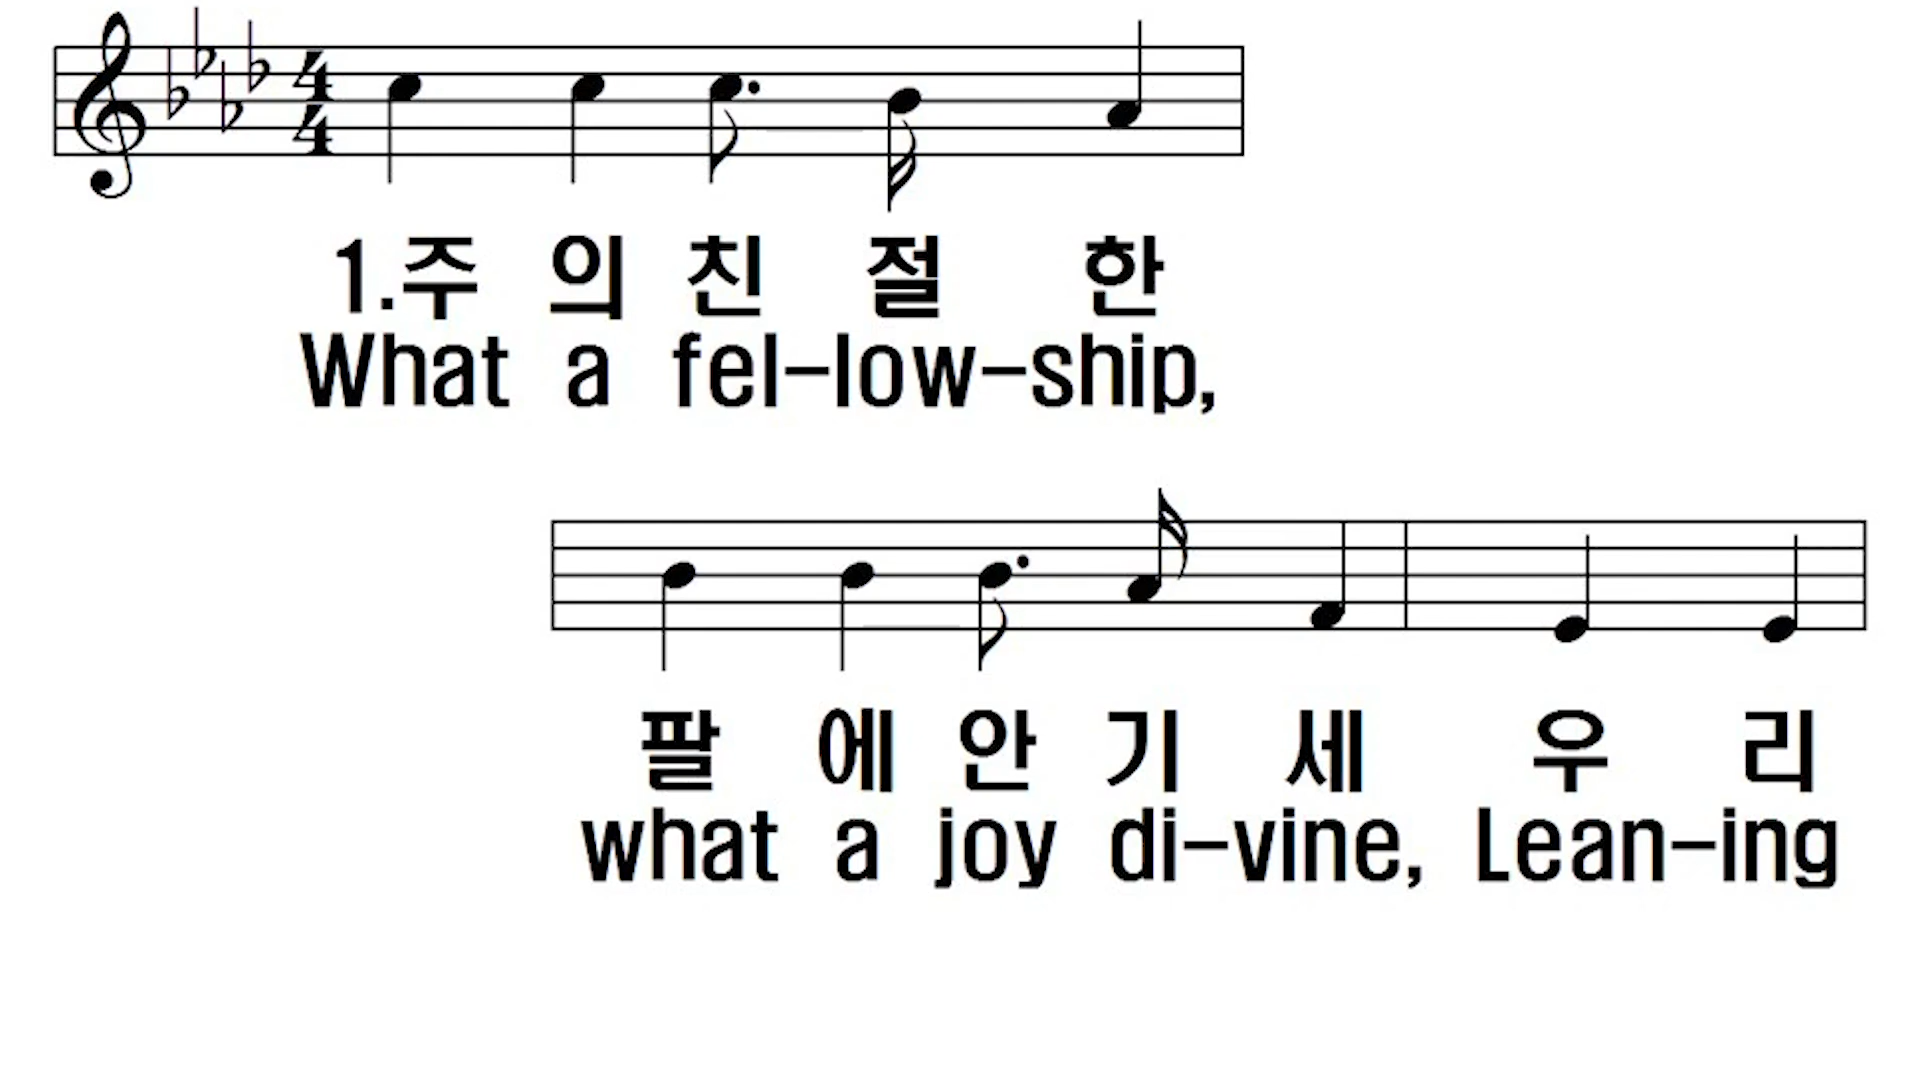 1.주 의 친 절 한
What a fel-low-ship,
팔 에 안 기 세 우 리
what a joy di-vine, Lean-ing